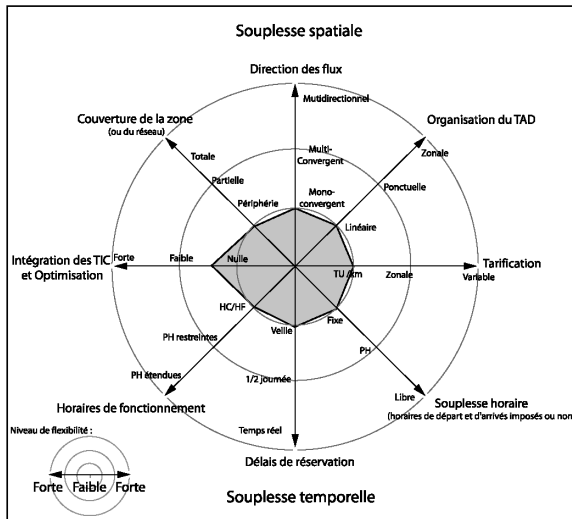 Souplesse spatiale
Direction des flux
Mutidirectionnel
Couverture de la zone
(ou du réseau)
Organisation du TAD
Totale
Zonale
Multi-
Convergent
Partielle
Ponctuelle
Périphérie
Mono-
convergent
Linéaire
Intégration des TIC
et Optimisation
Forte
Faible
Nulle
TU /km
Zonale
Variable
Tarification
HC/HF
Veille
Fixe
PH restreintes
PH
PH étendues
1/2 journée
Libre
Horaires de fonctionnement
Souplesse horaire
(horaires de départ et d'arrivés imposés ou non
Temps réel
Niveau de flexibilité :
Délais de réservation
Forte Faible Forte
Souplesse temporelle